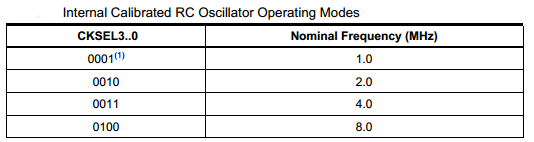 Internal Calibrated RC Oscillator Operating Modes
CKSEL3..0 Nominal Frequency (MHz)
0001(1) 1.0
0010 2.0
0011 4.0
0100 8.0